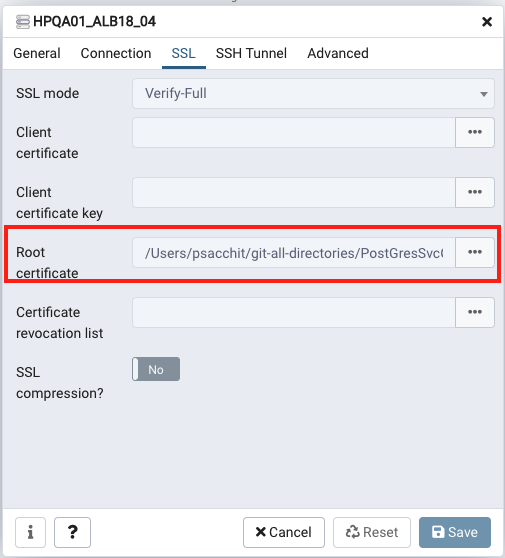 HPQA01_ALB18_04
General Connection SSL SSH Tunnel Advanced
SSL mode Verify-Full
Client
certificate
Client
certificate key
Root /Users/psacchit/git-all-directories/PostGresSvc
certificate
Certificate
revocation list
SSL No
compression?
i ? Cancel Reset Save